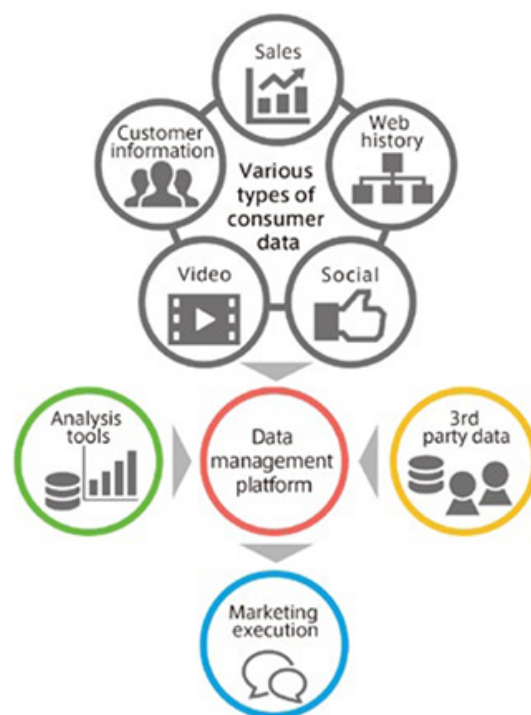 Sales
Customer
information
Web
history
Various
types of
consumer
data
Video
Social
Analysis
tools
Data
management
platform
3rd
party data
Marketing
execution